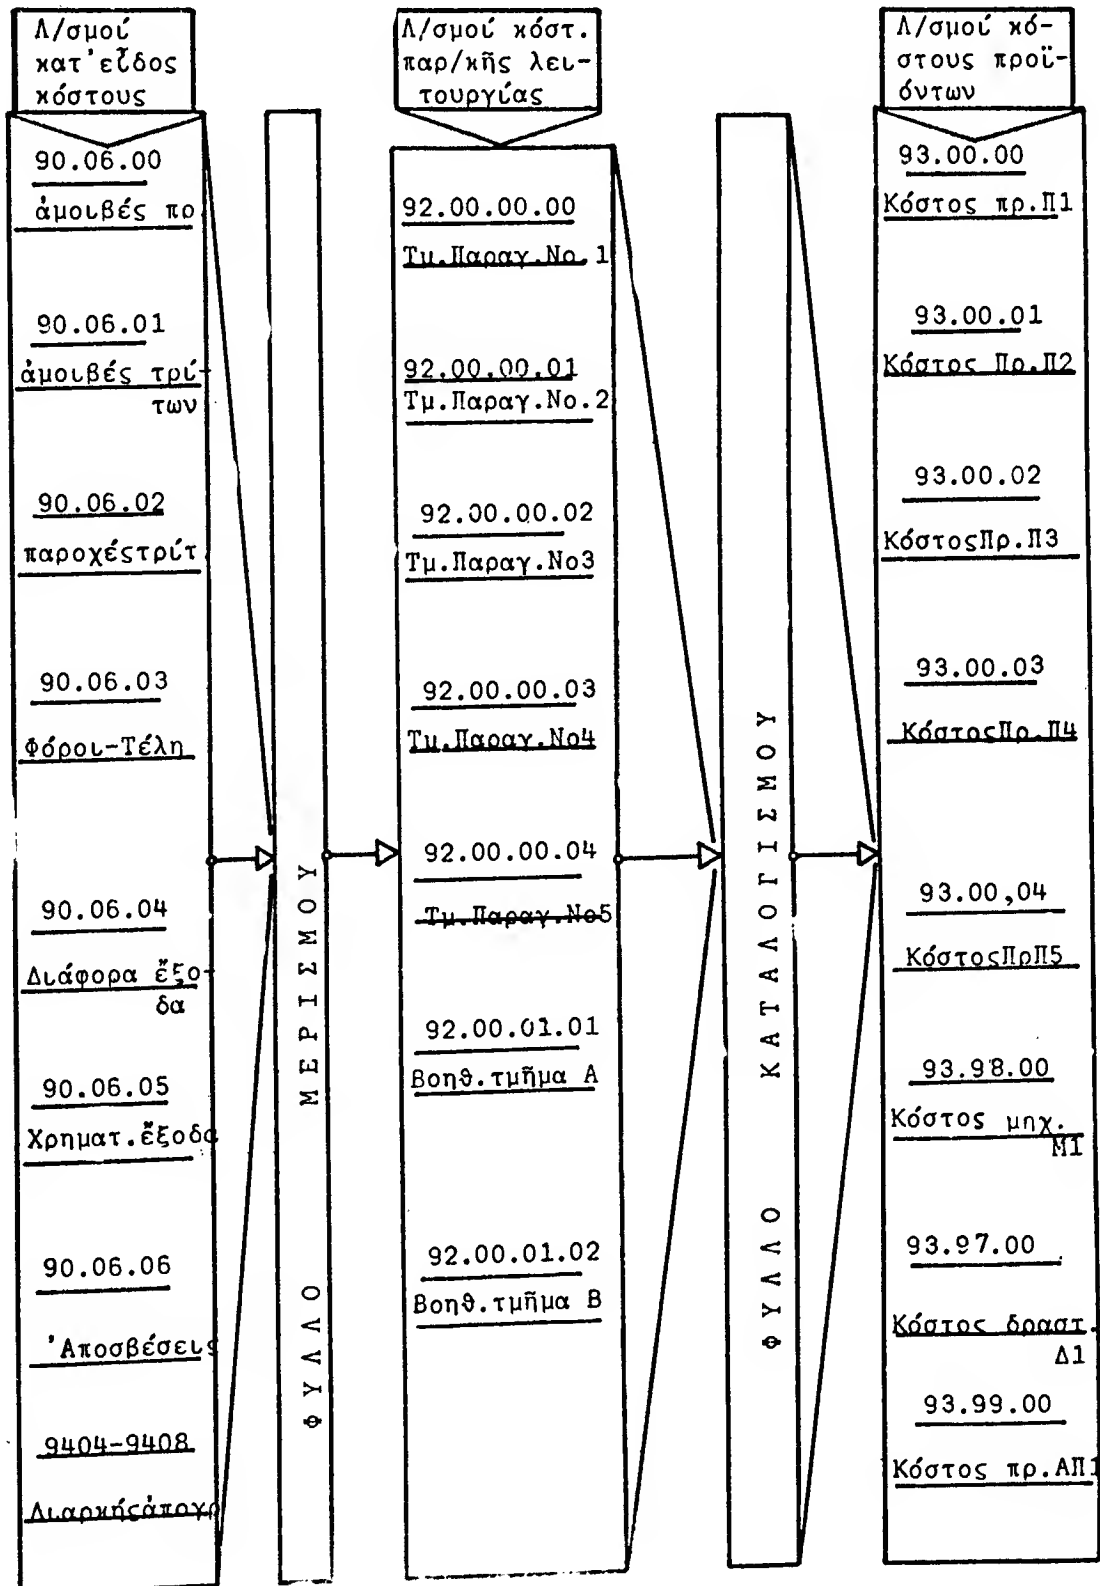 Λ/σμοί
κατ'εἶδος
κόστους
90.06.00
ἀμοιβές πρ
90.06.01
ἀμοιβές τρί-
των
90.06.02
παροχέςτρίτ
90.06.03
Φόροι-Τέλη
90.06.04
Διάφορα ἔξο-
δα
90.06.05
Χρηματ.ἔξοδα
90.06.06
'Αποσβέσεις
9404-9408
Διαρκήςἀπογρ
ΦΥΛΛΟ ΜΕΡΙΣΜΟΥ
Λ/σμοί κόστ.
παρ/κῆς λει-
τουργίας
92.00.00.00
Τμ.Παραγ.Νο.1
92.00.00.01
Τμ.Παραγ.Νο.2
92.00.00.02
Τμ.Παραγ.Νο3
92.00.00.03
Τμ.Παραγ.Νο4
92.00.00.04
Τμ.Παραγ.Νο5
92.00.01.01
Βοηθ.τμῆμα Α
92.00.01.02
Βοηθ.τμῆμα Β
ΦΥΛΛΟ ΚΑΤΑΛΟΓΙΣΜΟΥ
Λ/σμοί κό-
στους προϊ-
όντων
93.00.00
Κόστος πρ.Π1
93.00.01
Κόστος Πρ.Π2
93.00.02
ΚόστοςΠρ.Π3
93.00.03
ΚόστοςΠρ.Π4
93.00,04
ΚόστοςΠρΠ5
93.98.00
Κόστος μηχ.
Μ1
93.97.00
Κόστος δραστ.
Δ1
93.99.00
Κόστος πρ.ΑΠ1